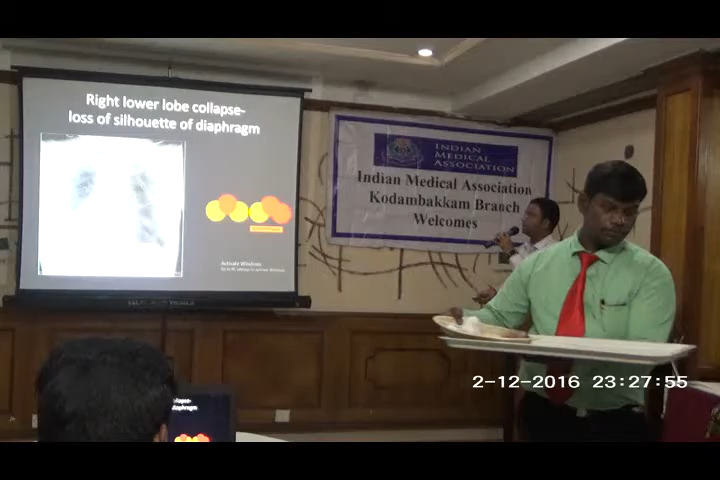 Right lower lobe collapse-
loss of silhouette of diaphragm
Activate Windows
INDIAN
MEDICAL
ASSOCIATION
Indian Medical Association
Kodambakkam Branch
Welcomes
2-12-2016 23:27:55